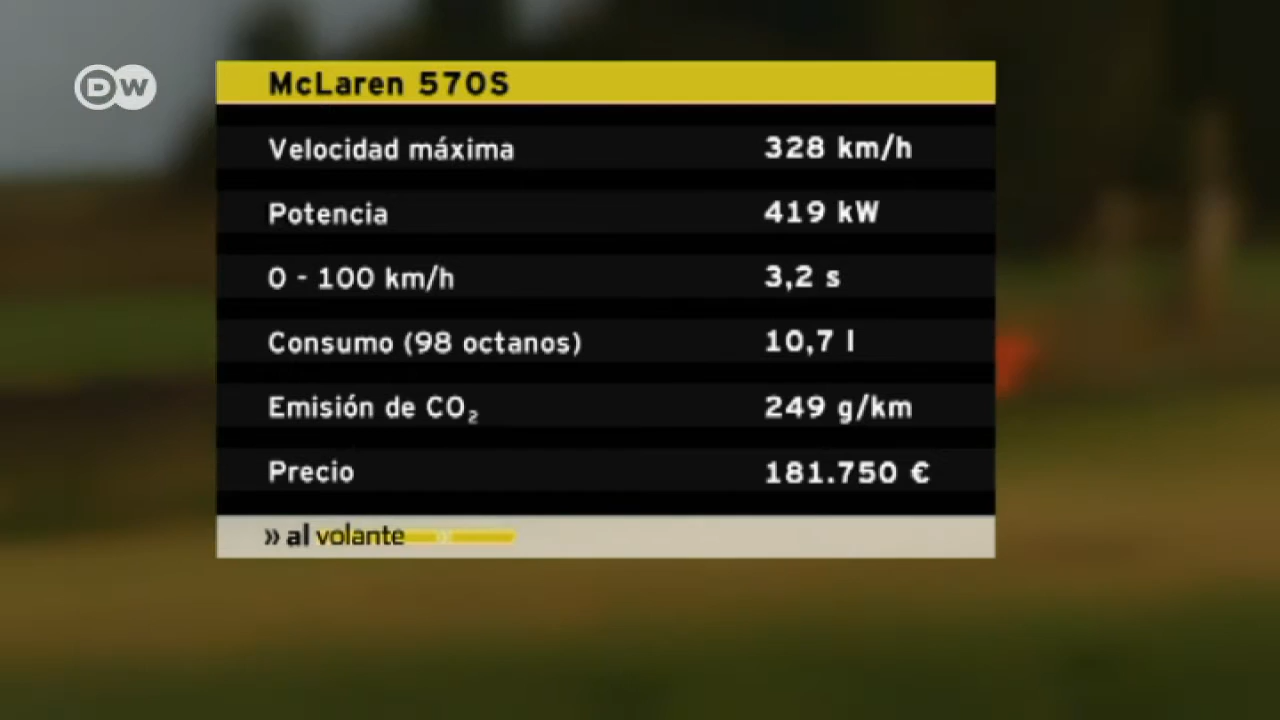 DW
McLaren 570S
Velocidad máxima 328 km/h
Potencia 419 kW
0 - 100 km/h 3,2 s
Consumo (98 octanos) 10,7 l
Emisión de CO₂ 249 g/km
Precio 181.750 €
» al volante